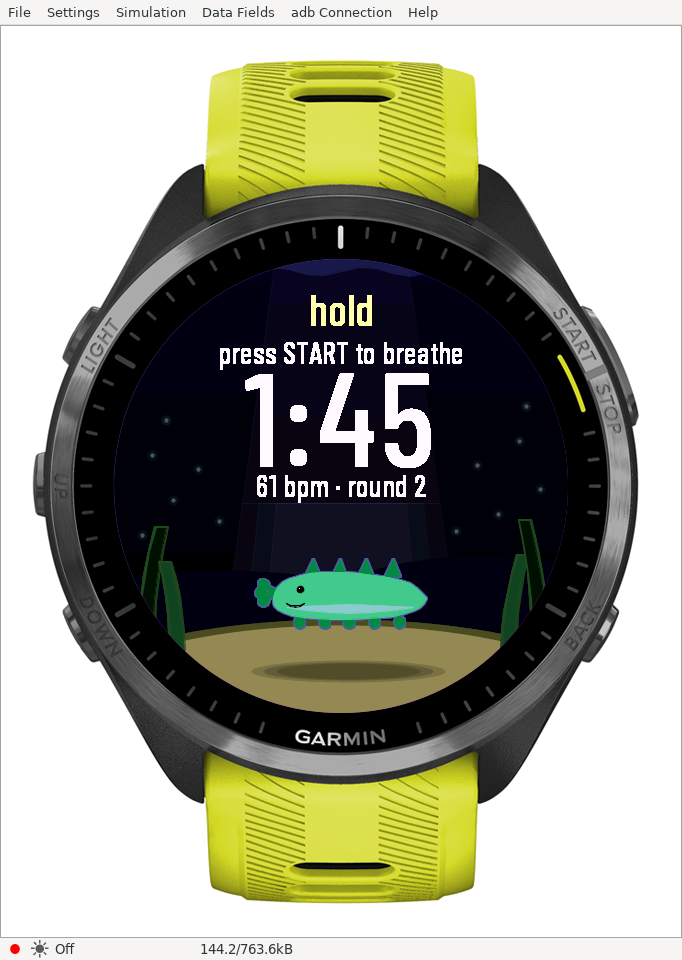 File Settings Simulation Data Fields adb Connection Help
START
STOP
LIGHT
UP
DOWN
BACK
hold
press START to breathe
1:45
61 bpm · round 2
GARMIN
Off 144.2/763.6kB